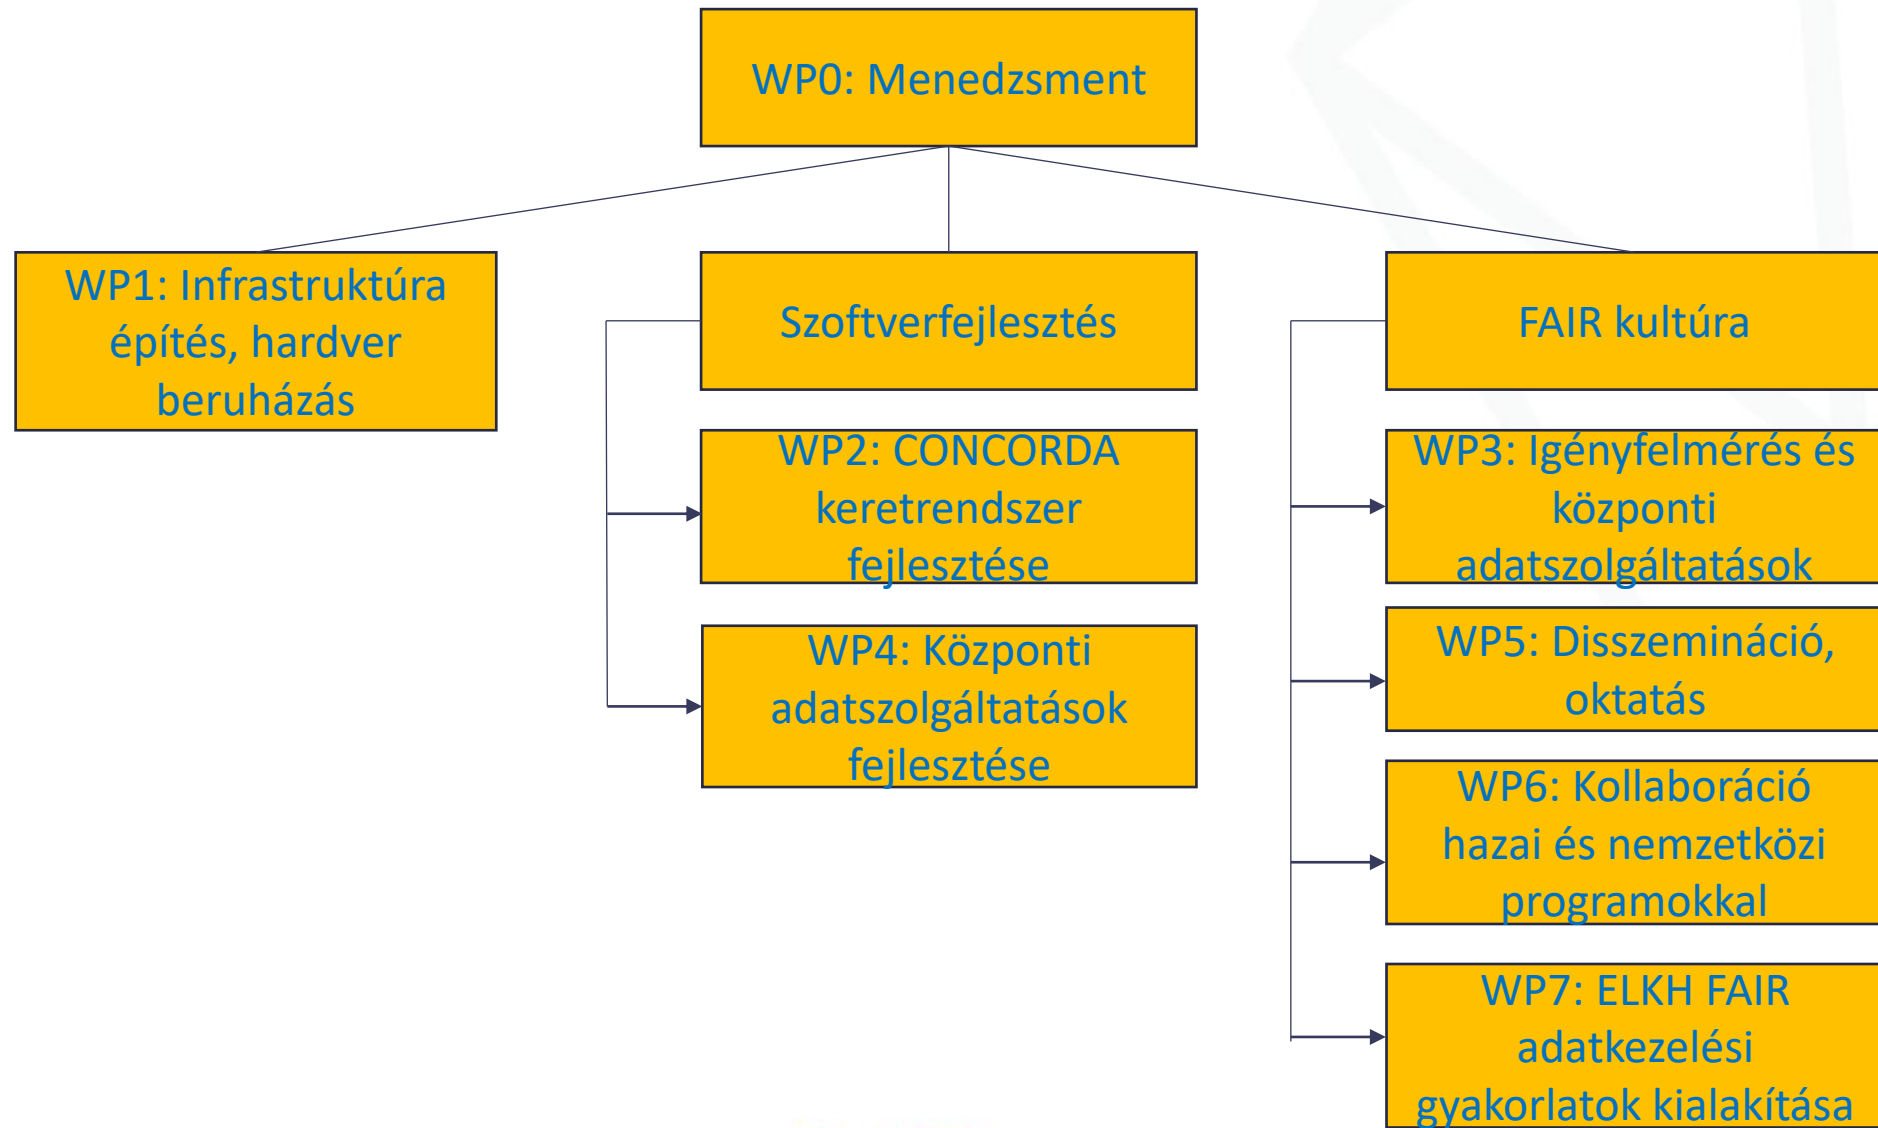 WP0: Menedzsment
WP1: Infrastruktúra
építés, hardver
beruházás
Szoftverfejlesztés
WP2: CONCORDA
keretrendszer
fejlesztése
WP4: Központi
adatszolgáltatások
fejlesztése
FAIR kultúra
WP3: Igényfelmérés és
központi
adatszolgáltatások
WP5: Disszemináció,
oktatás
WP6: Kollaboráció
hazai és nemzetközi
programokkal
WP7: ELKH FAIR
adatkezelési
gyakorlatok kialakítása